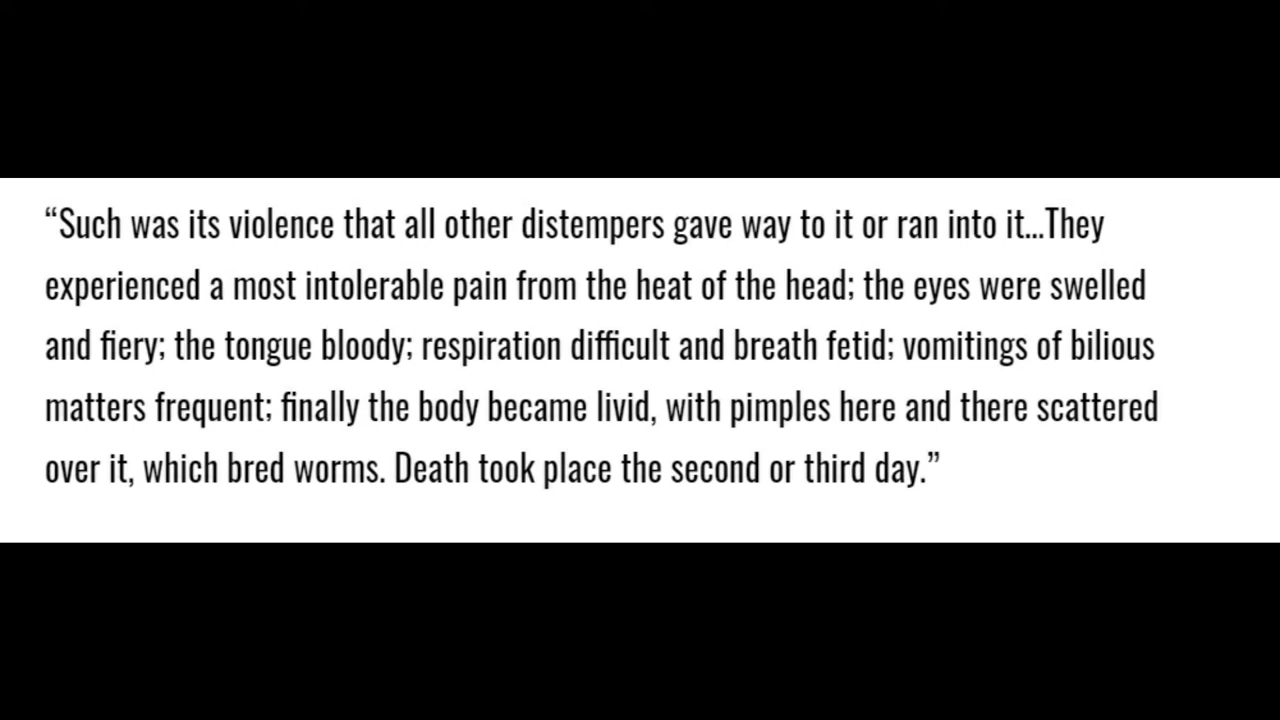 “Such was its violence that all other distempers gave way to it or ran into it...They
experienced a most intolerable pain from the heat of the head; the eyes were swelled
and fiery; the tongue bloody; respiration difficult and breath fetid; vomitings of bilious
matters frequent; finally the body became livid, with pimples here and there scattered
over it, which bred worms. Death took place the second or third day.”